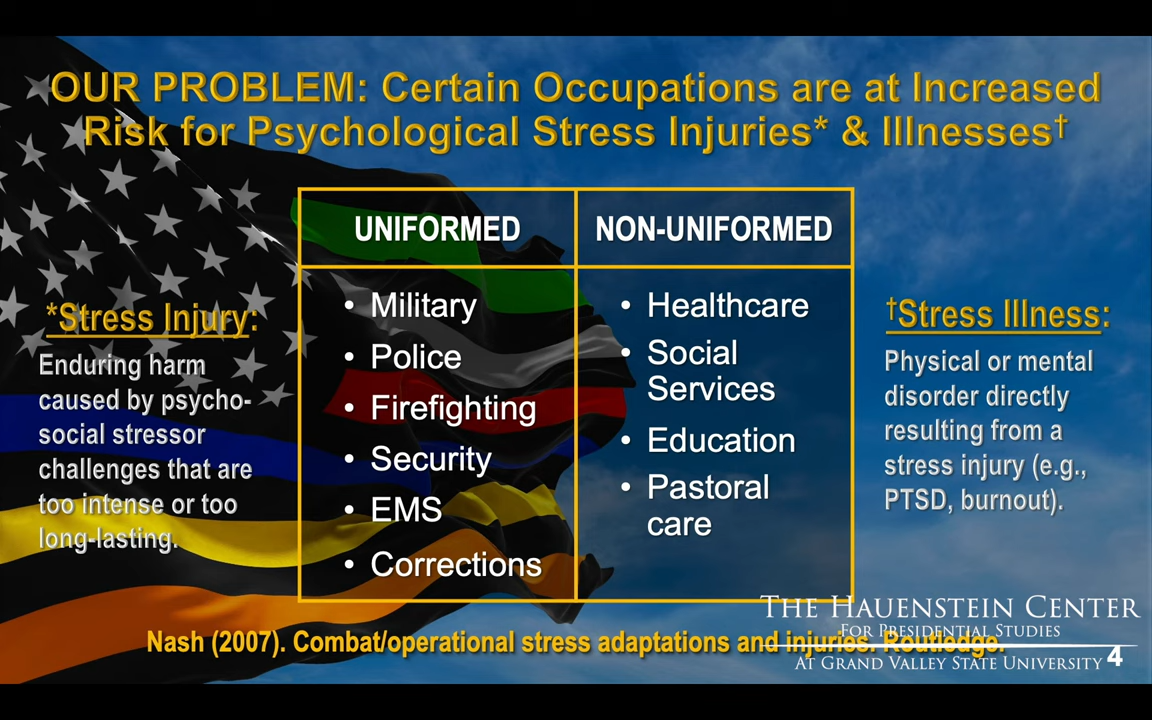 OUR PROBLEM: Certain Occupations are at Increased
Risk for Psychological Stress Injuries* & Illnesses†
UNIFORMED
NON-UNIFORMED
*Stress Injury:
Enduring harm
caused by psycho-
social stressor
challenges that are
too intense or too
long-lasting.
• Military
• Police
• Firefighting
• Security
• EMS
• Corrections
• Healthcare
• Social
Services
• Education
• Pastoral
care
†Stress Illness:
Physical or mental
disorder directly
resulting from a
stress injury (e.g.,
PTSD, burnout).
Nash (2007). Combat/operational stress adaptations and injuries. Routledge.
THE HAUENSTEIN CENTER
FOR PRESIDENTIAL STUDIES
AT GRAND VALLEY STATE UNIVERSITY
4